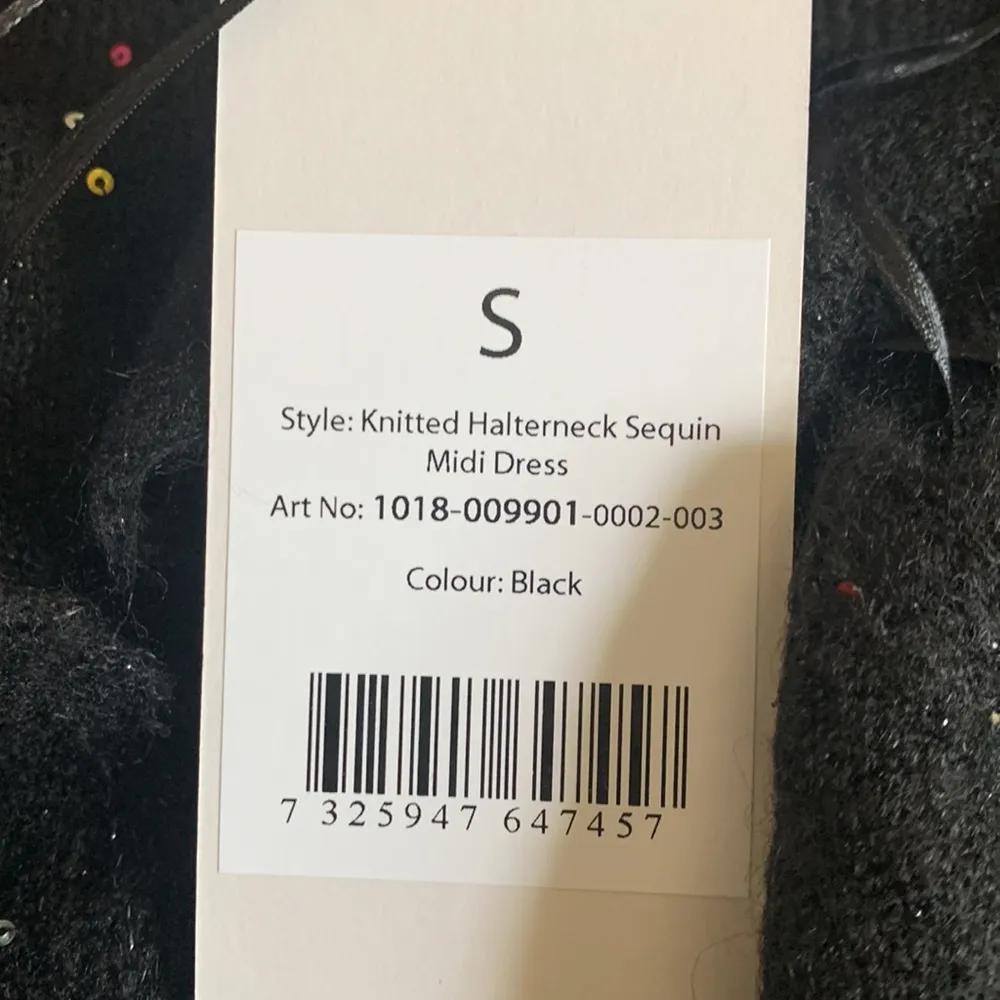 S
Style: Knitted Halterneck Sequin
Midi Dress
Art No: 1018-009901-0002-003
Colour: Black
7 325947 647457